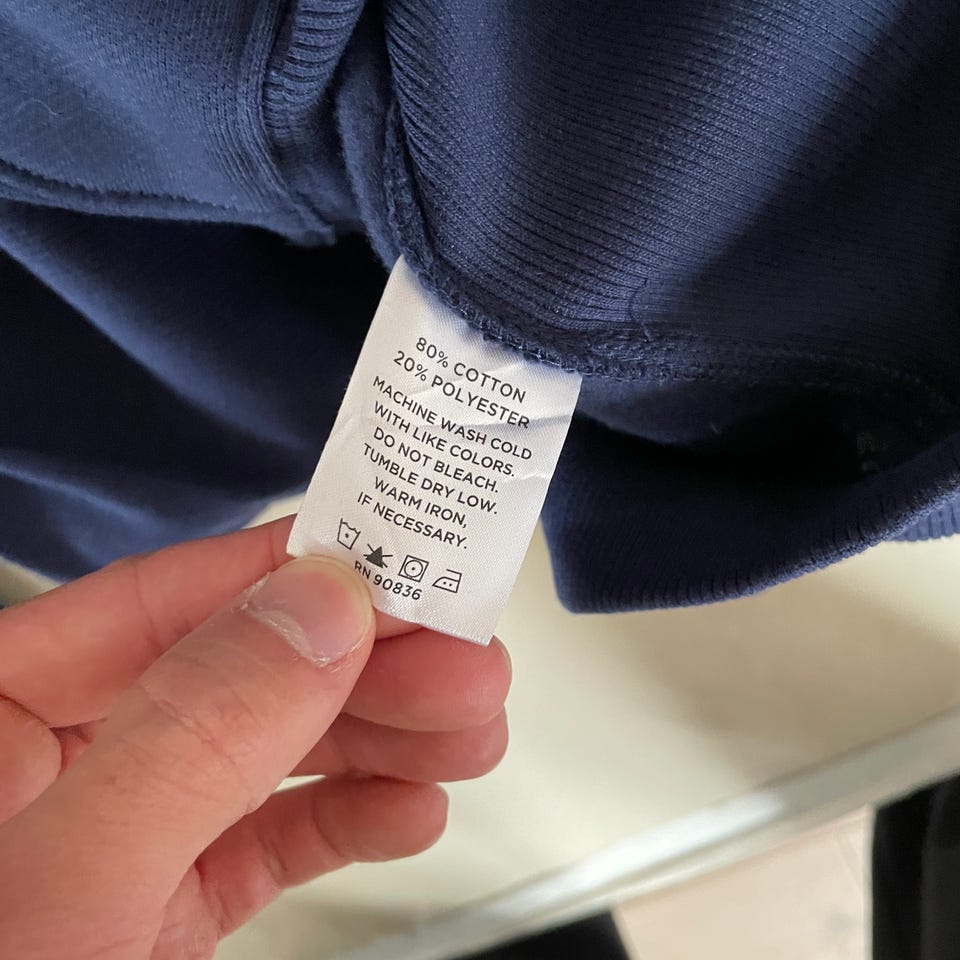 80% COTTON
20% POLYESTER
MACHINE WASH COLD
WITH LIKE COLORS.
DO NOT BLEACH.
TUMBLE DRY LOW.
WARM IRON,
IF NECESSARY.
RN 90836